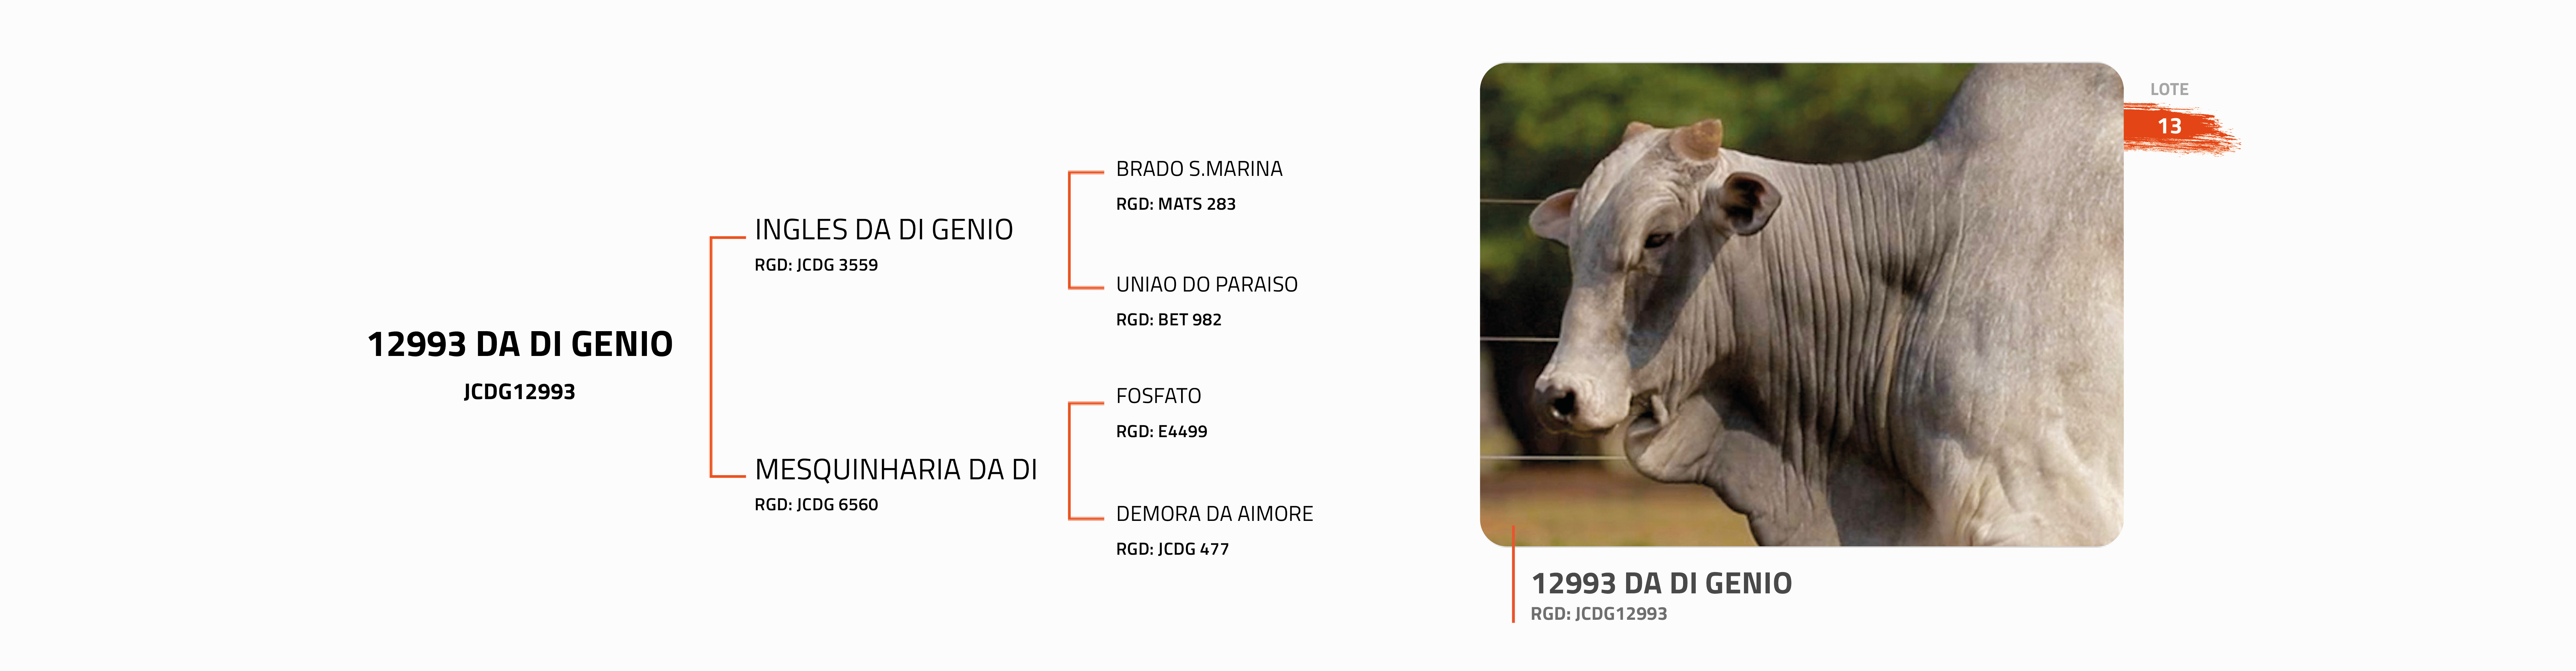 12993 DA DI GENIO
JCDG12993
INGLES DA DI GENIO
RGD: JCDG 3559
MESQUINHARIA DA DI
RGD: JCDG 6560
BRADO S.MARINA
RGD: MATS 283
UNIAO DO PARAISO
RGD: BET 982
FOSFATO
RGD: E4499
DEMORA DA AIMORE
RGD: JCDG 477
LOTE
13
12993 DA DI GENIO
RGD: JCDG12993